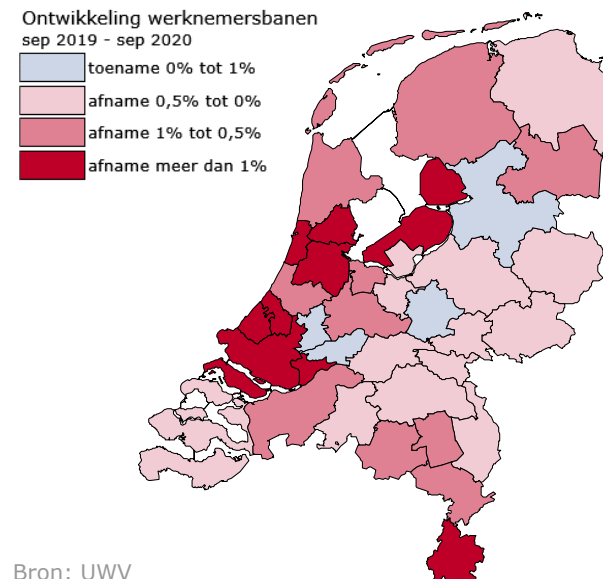 Ontwikkeling werknemersbanen
sep 2019 - sep 2020
toename 0% tot 1%
afname 0,5% tot 0%
afname 1% tot 0,5%
afname meer dan 1%
Bron: UWV